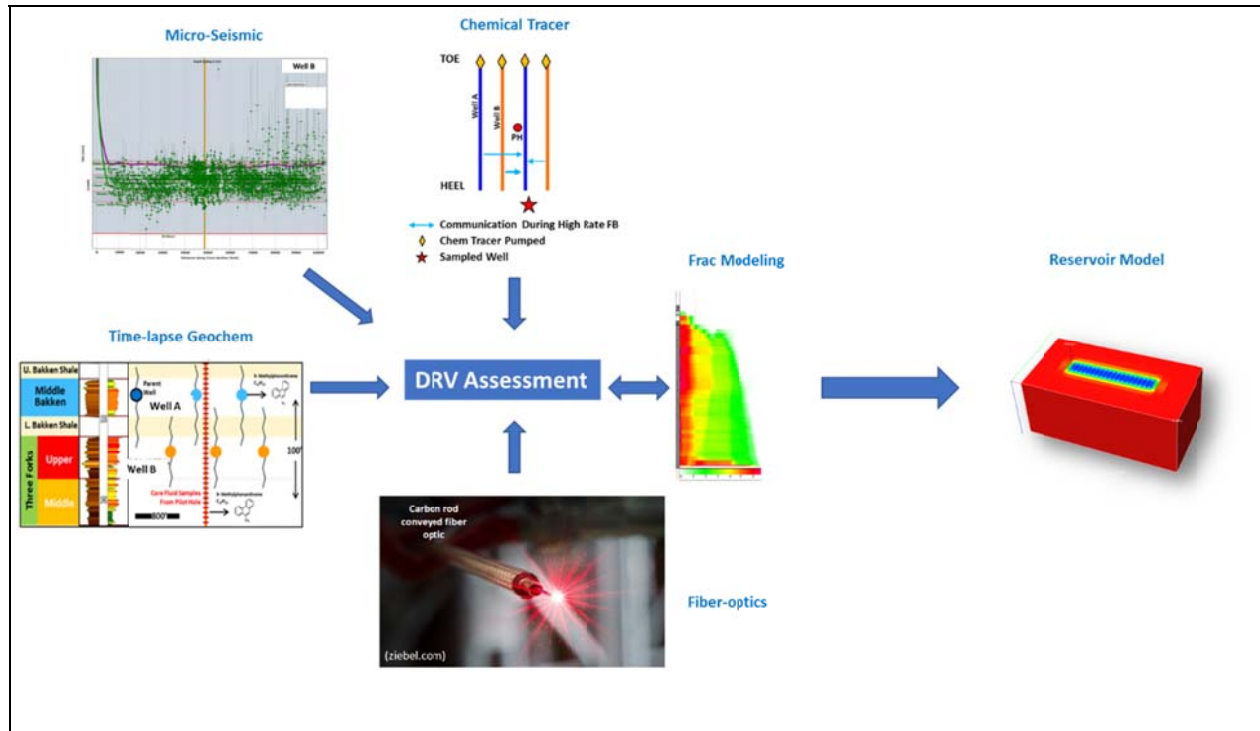 Micro-Seismic
Well B
Chemical Tracer
TOE
Well A
Well B
PH
HEEL
Communication During High Rate FB
Chem Tracer Pumped
Sampled Well
Frac Modeling
Reservoir Model
Time-lapse Geochem
U. Bakken Shale
Middle
Bakken
Parent
Well
Well A
L. Bakken Shale
Three Forks
Upper
Middle
Well B
100'
Core Fluid Samples
From Pilot Hole
800'
DRV Assessment
Carbon rod
conveyed fiber
optic
(ziebel.com)
Fiber-optics